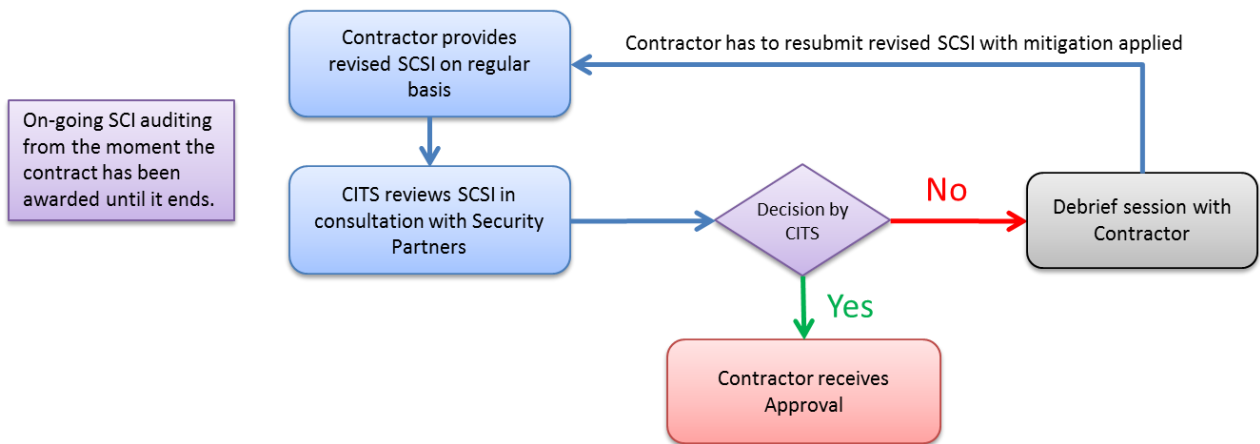 Contractor provides
revised SCSI on regular
basis
Contractor has to resubmit revised SCSI with mitigation applied
On-going SCI auditing
from the moment the
contract has been
awarded until it ends.
CITS reviews SCSI in
consultation with Security
Partners
Decision by
CITS
No
Debrief session with
Contractor
Yes
Contractor receives
Approval